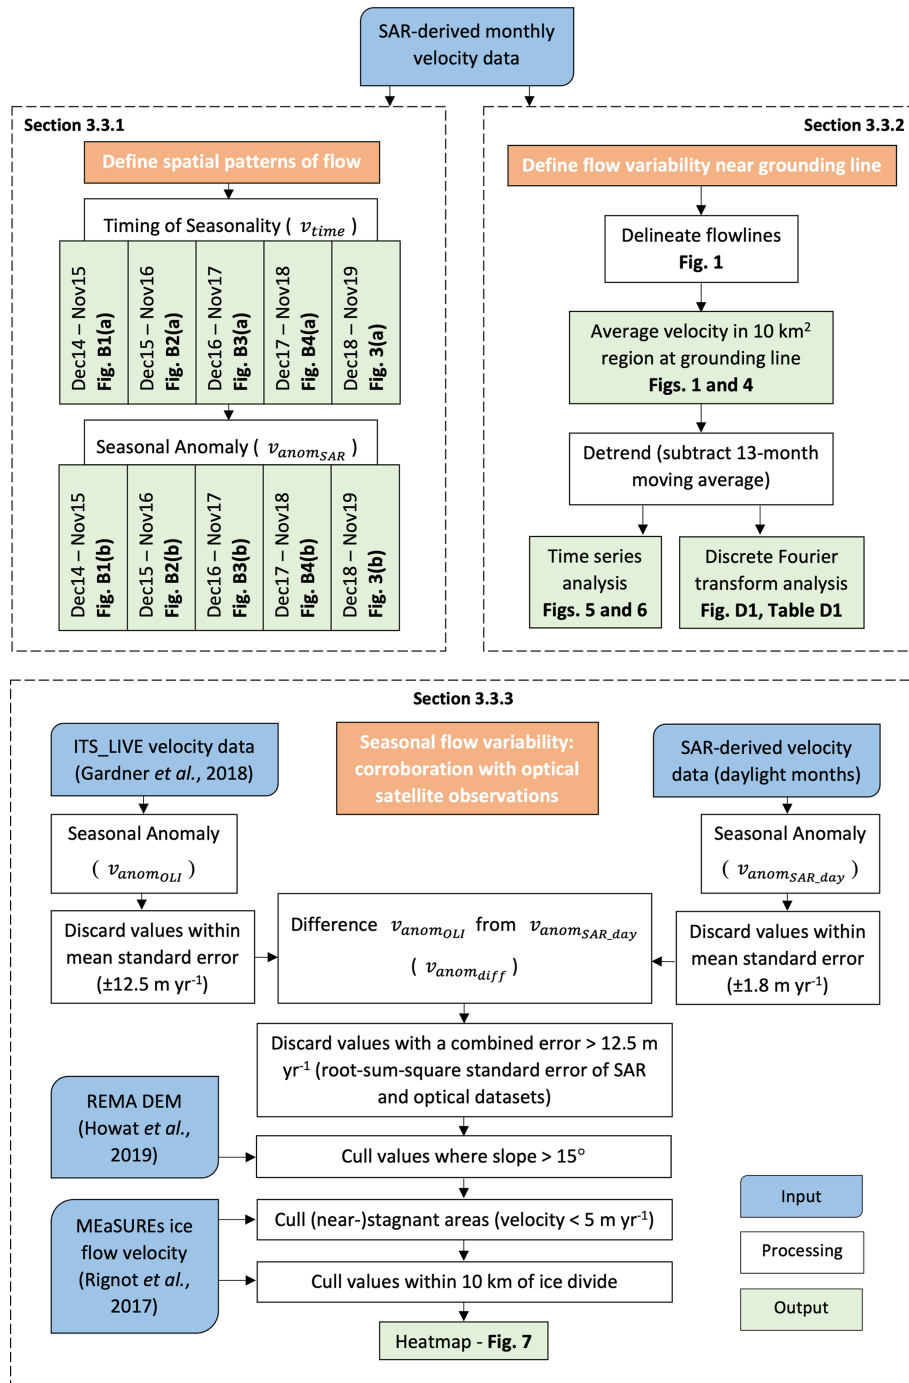 SAR-derived monthly
velocity data
Section 3.3.1
Define spatial patterns of flow
Timing of Seasonality ( v_time )
Dec14 – Nov15
Fig. B1(a)
Dec15 – Nov16
Fig. B2(a)
Dec16 – Nov17
Fig. B3(a)
Dec17 – Nov18
Fig. B4(a)
Dec18 – Nov19
Fig. 3(a)
Seasonal Anomaly ( v_anom_SAR )
Dec14 – Nov15
Fig. B1(b)
Dec15 – Nov16
Fig. B2(b)
Dec16 – Nov17
Fig. B3(b)
Dec17 – Nov18
Fig. B4(b)
Dec18 – Nov19
Fig. 3(b)
Section 3.3.2
Define flow variability near grounding line
Delineate flowlines
Fig. 1
Average velocity in 10 km²
region at grounding line
Figs. 1 and 4
Detrend (subtract 13-month
moving average)
Time series
analysis
Figs. 5 and 6
Discrete Fourier
transform analysis
Fig. D1, Table D1
Section 3.3.3
ITS_LIVE velocity data
(Gardner et al., 2018)
Seasonal flow variability:
corroboration with optical
satellite observations
SAR-derived velocity
data (daylight months)
Seasonal Anomaly
( v_anom_OLI )
Seasonal Anomaly
( v_anom_SAR_day )
Discard values within
mean standard error
(±12.5 m yr⁻¹)
Difference v_anom_OLI from v_anom_SAR_day
( v_anom_diff )
Discard values within
mean standard error
(±1.8 m yr⁻¹)
Discard values with a combined error > 12.5 m
yr⁻¹ (root-sum-square standard error of SAR
and optical datasets)
REMA DEM
(Howat et al.,
2019)
Cull values where slope > 15°
MEaSUREs ice
flow velocity
(Rignot et al.,
2017)
Cull (near-)stagnant areas (velocity < 5 m yr⁻¹)
Cull values within 10 km of ice divide
Heatmap - Fig. 7
Input
Processing
Output